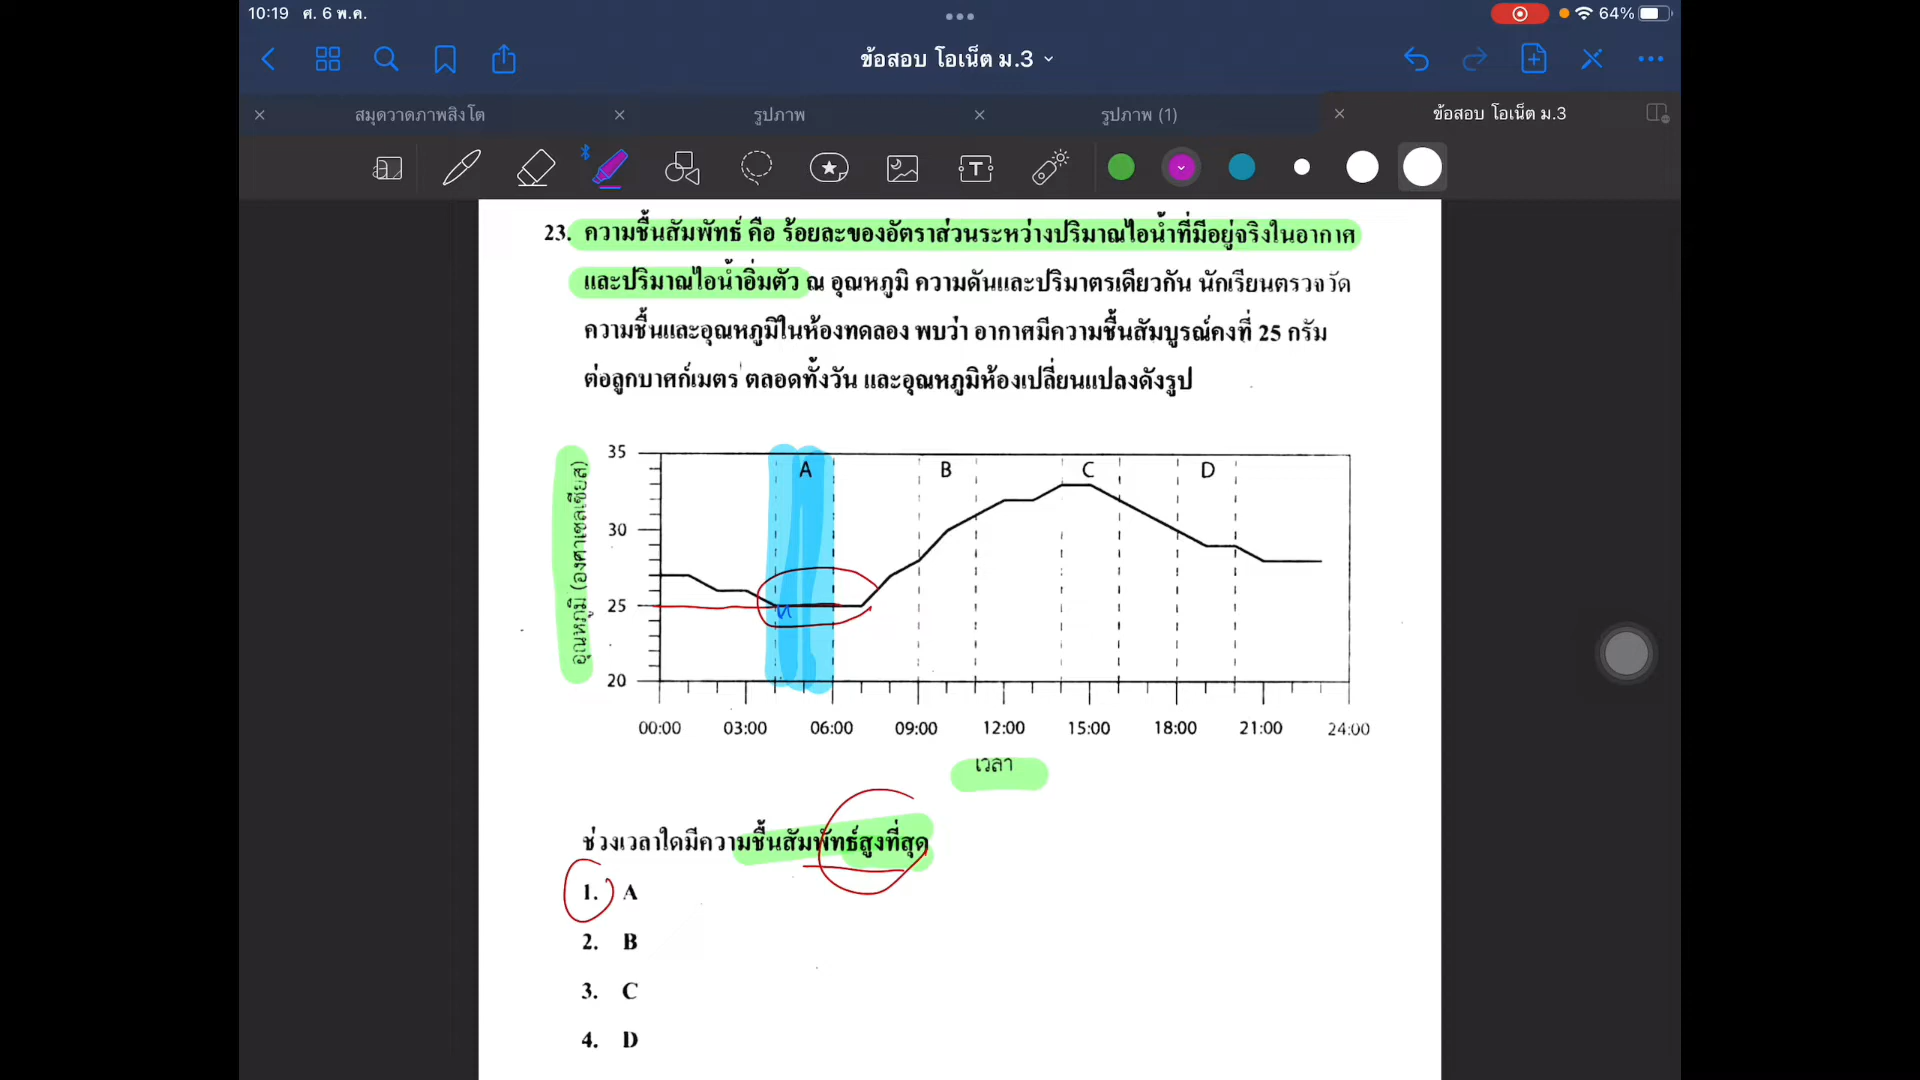 10:19 ศ. 6 พ.ค.
64%
ข้อสอบ โอเน็ต ม.3
สมุดวาดภาพสิงโต
รูปภาพ
รูปภาพ (1)
ข้อสอบ โอเน็ต ม.3
23. ความชื้นสัมพัทธ์ คือ ร้อยละของอัตราส่วนระหว่างปริมาณไอน้ำที่มีอยู่จริงในอากาศ
และปริมาณไอน้ำอิ่มตัว ณ อุณหภูมิ ความดันและปริมาตรเดียวกัน นักเรียนตรวจวัด
ความชื้นและอุณหภูมิในห้องทดลอง พบว่า อากาศมีความชื้นสัมบูรณ์คงที่ 25 กรัม
ต่อลูกบาศก์เมตร ตลอดทั้งวัน และอุณหภูมิห้องเปลี่ยนแปลงดังรูป
อุณหภูมิ (องศาเซลเซียส)
35
30
25
20
A B C D
00:00 03:00 06:00 09:00 12:00 15:00 18:00 21:00 24:00
เวลา
ช่วงเวลาใดมีความชื้นสัมพัทธ์สูงที่สุด
1. A
2. B
3. C
4. D